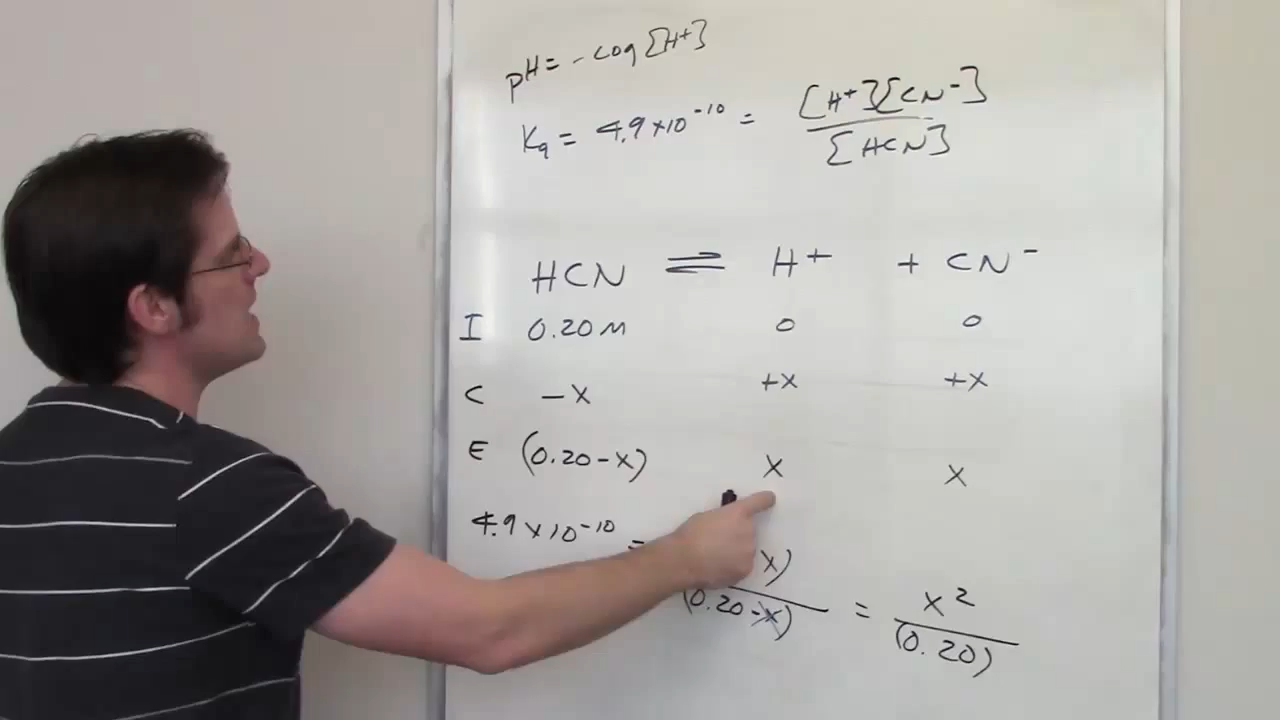 pH = -log [H+]
Ka = 4.9 x 10^-10 = [H+][CN-] / [HCN]
HCN ⇌ H+ + CN-
I 0.20 M 0 0
C -x +x +x
E (0.20-x) x x
4.9 x 10^-10 = x) / (0.20-x) = x^2 / (0.20)